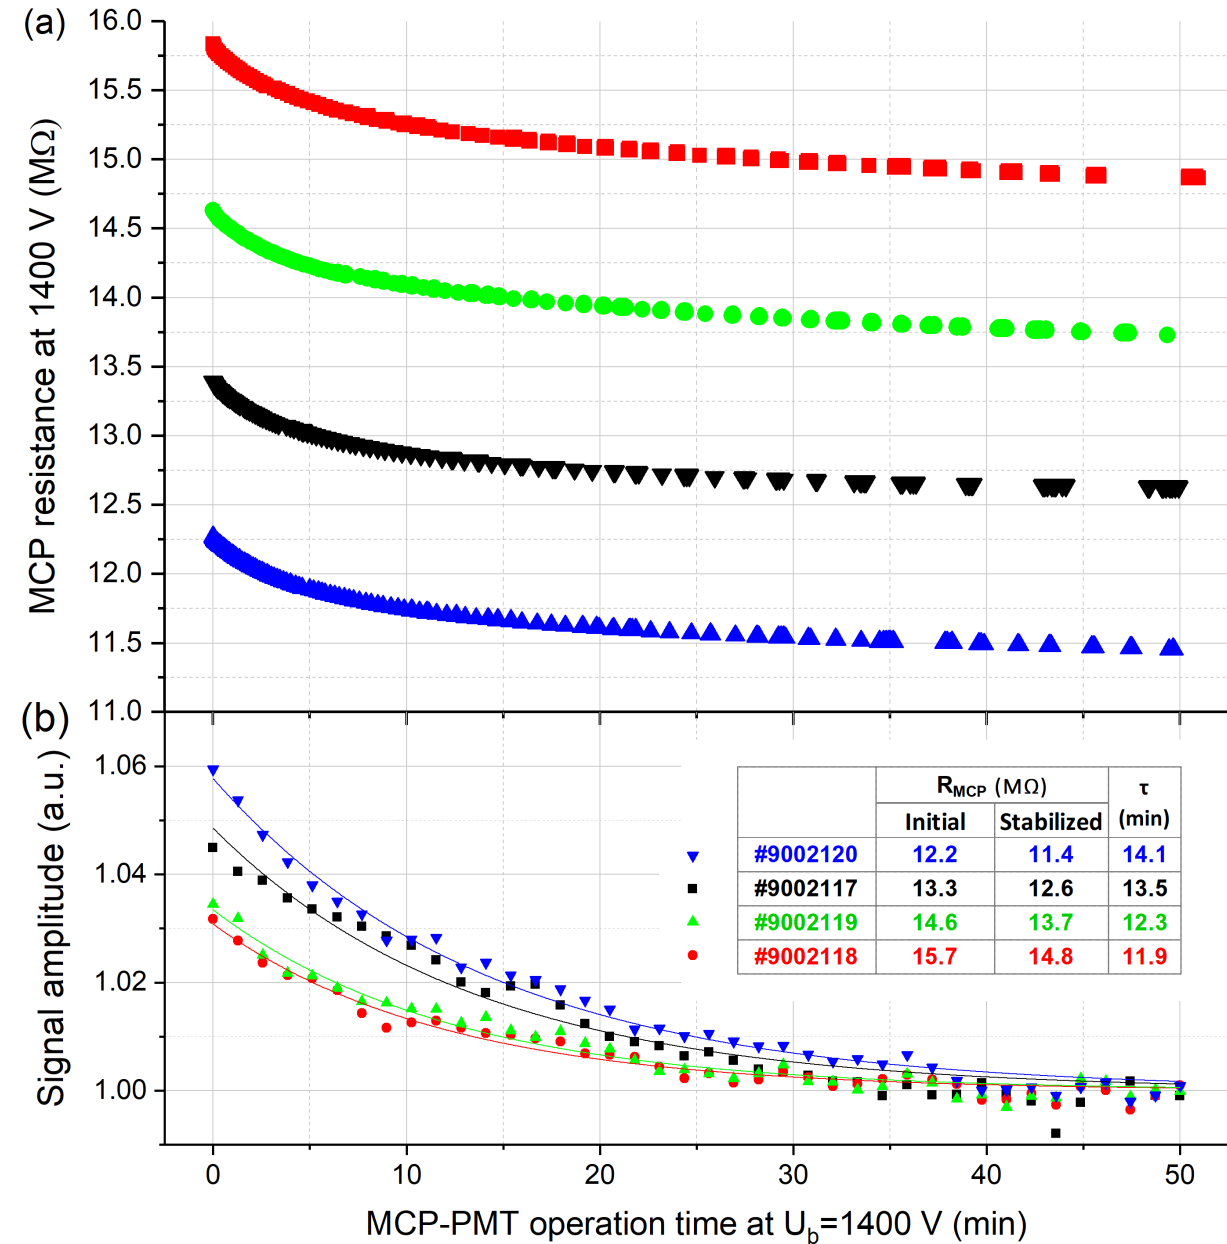 (a)
MCP resistance at 1400 V (MΩ)
16.0
15.5
15.0
14.5
14.0
13.5
13.0
12.5
12.0
11.5
11.0
(b)
Signal amplitude (a.u.)
1.06
1.04
1.02
1.00
R_MCP (MΩ) τ
Initial Stabilized (min)
#9002120 12.2 11.4 14.1
#9002117 13.3 12.6 13.5
#9002119 14.6 13.7 12.3
#9002118 15.7 14.8 11.9
0 10 20 30 40 50
MCP-PMT operation time at U_b=1400 V (min)